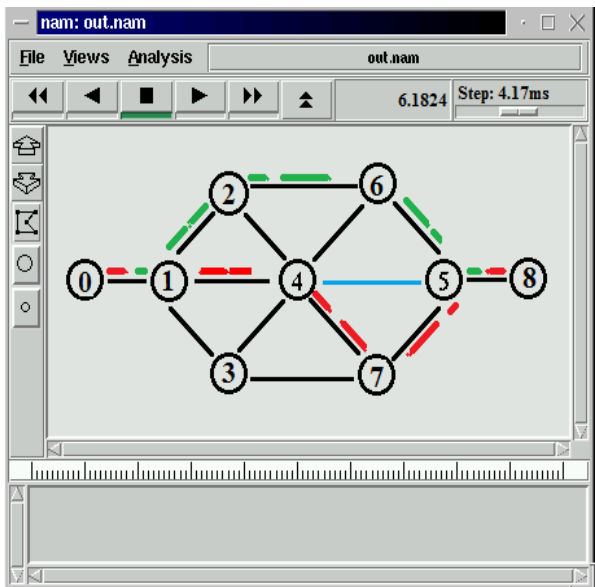 nam: out.nam
File Views Analysis out.nam
6.1824 Step: 4.17ms
2 6
0 1 4 5 8
3 7